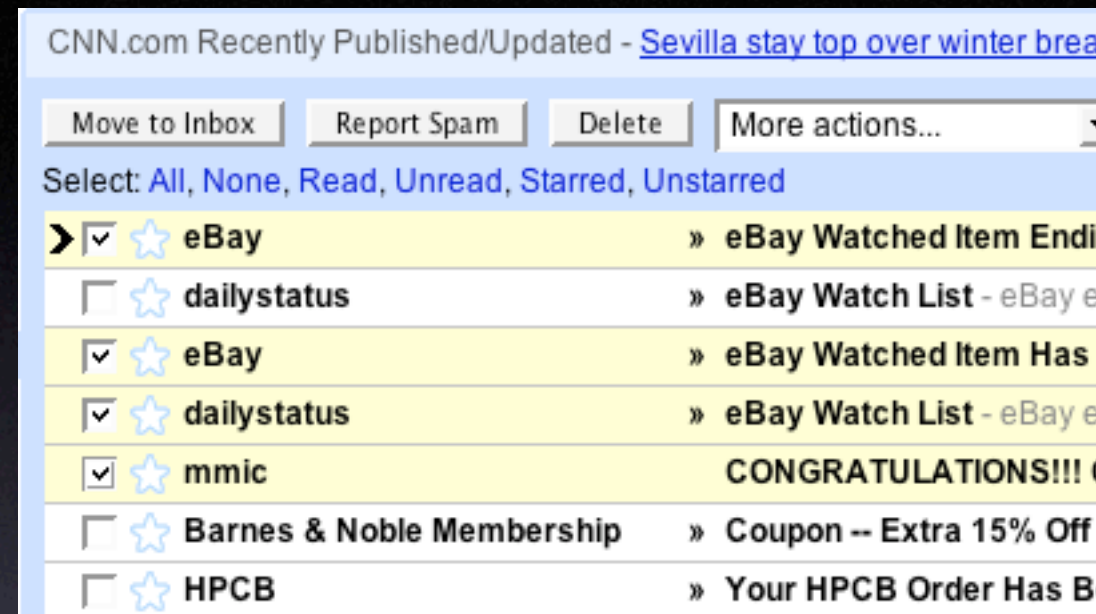 CNN.com Recently Published/Updated - Sevilla stay top over winter brea
Move to Inbox Report Spam Delete More actions...
Select: All, None, Read, Unread, Starred, Unstarred
eBay » eBay Watched Item Endi
dailystatus » eBay Watch List - eBay e
eBay » eBay Watched Item Has
dailystatus » eBay Watch List - eBay e
mmic CONGRATULATIONS!!!
Barnes & Noble Membership » Coupon -- Extra 15% Off
HPCB » Your HPCB Order Has B